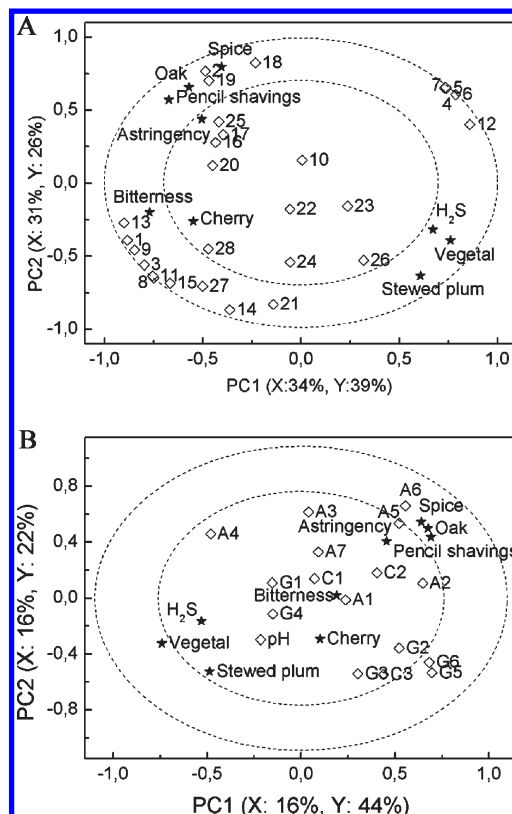 A
1,0
0,5
0,0
-0,5
-1,0
PC2 (X: 31%, Y: 26%)
Spice
18
2
19
Oak
Pencil shavings
Astringency
25
17
16
20
10
7
5
6
4
12
Bitterness
13
Cherry
22
23
H2S
Vegetal
1
9
28
3
24
26
Stewed plum
8
11
15
27
14
21
-1,0
-0,5
0,0
0,5
1,0
PC1 (X:34%, Y:39%)
B
0,8
0,4
0,0
-0,4
-0,8
PC2 (X: 16%, Y: 22%)
A6
Spice
A3
A5
Oak
Astringency
Pencil shavings
A4
A7
G1
C1
C2
A2
Bitterness
A1
G4
H2S
Vegetal
pH
Cherry
G2
Stewed plum
G6
G3
C3
G5
-1,0
-0,5
0,0
0,5
1,0
PC1 (X: 16%, Y: 44%)